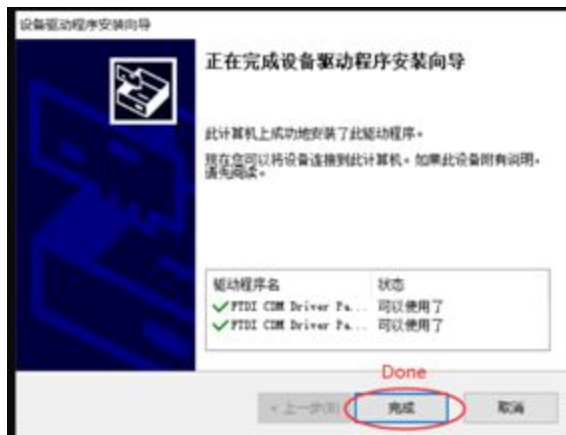 设备驱动程序安装向导
正在完成设备驱动程序安装向导
此计算机上成功地安装了此驱动程序。
现在您可以将设备连接到此计算机。如果此设备附有说明，
请先阅读。
驱动程序名 状态
FTDI CDM Driver Pa... 可以使用了
FTDI CDM Driver Pa... 可以使用了
Done
< 上一步(B) 完成 取消